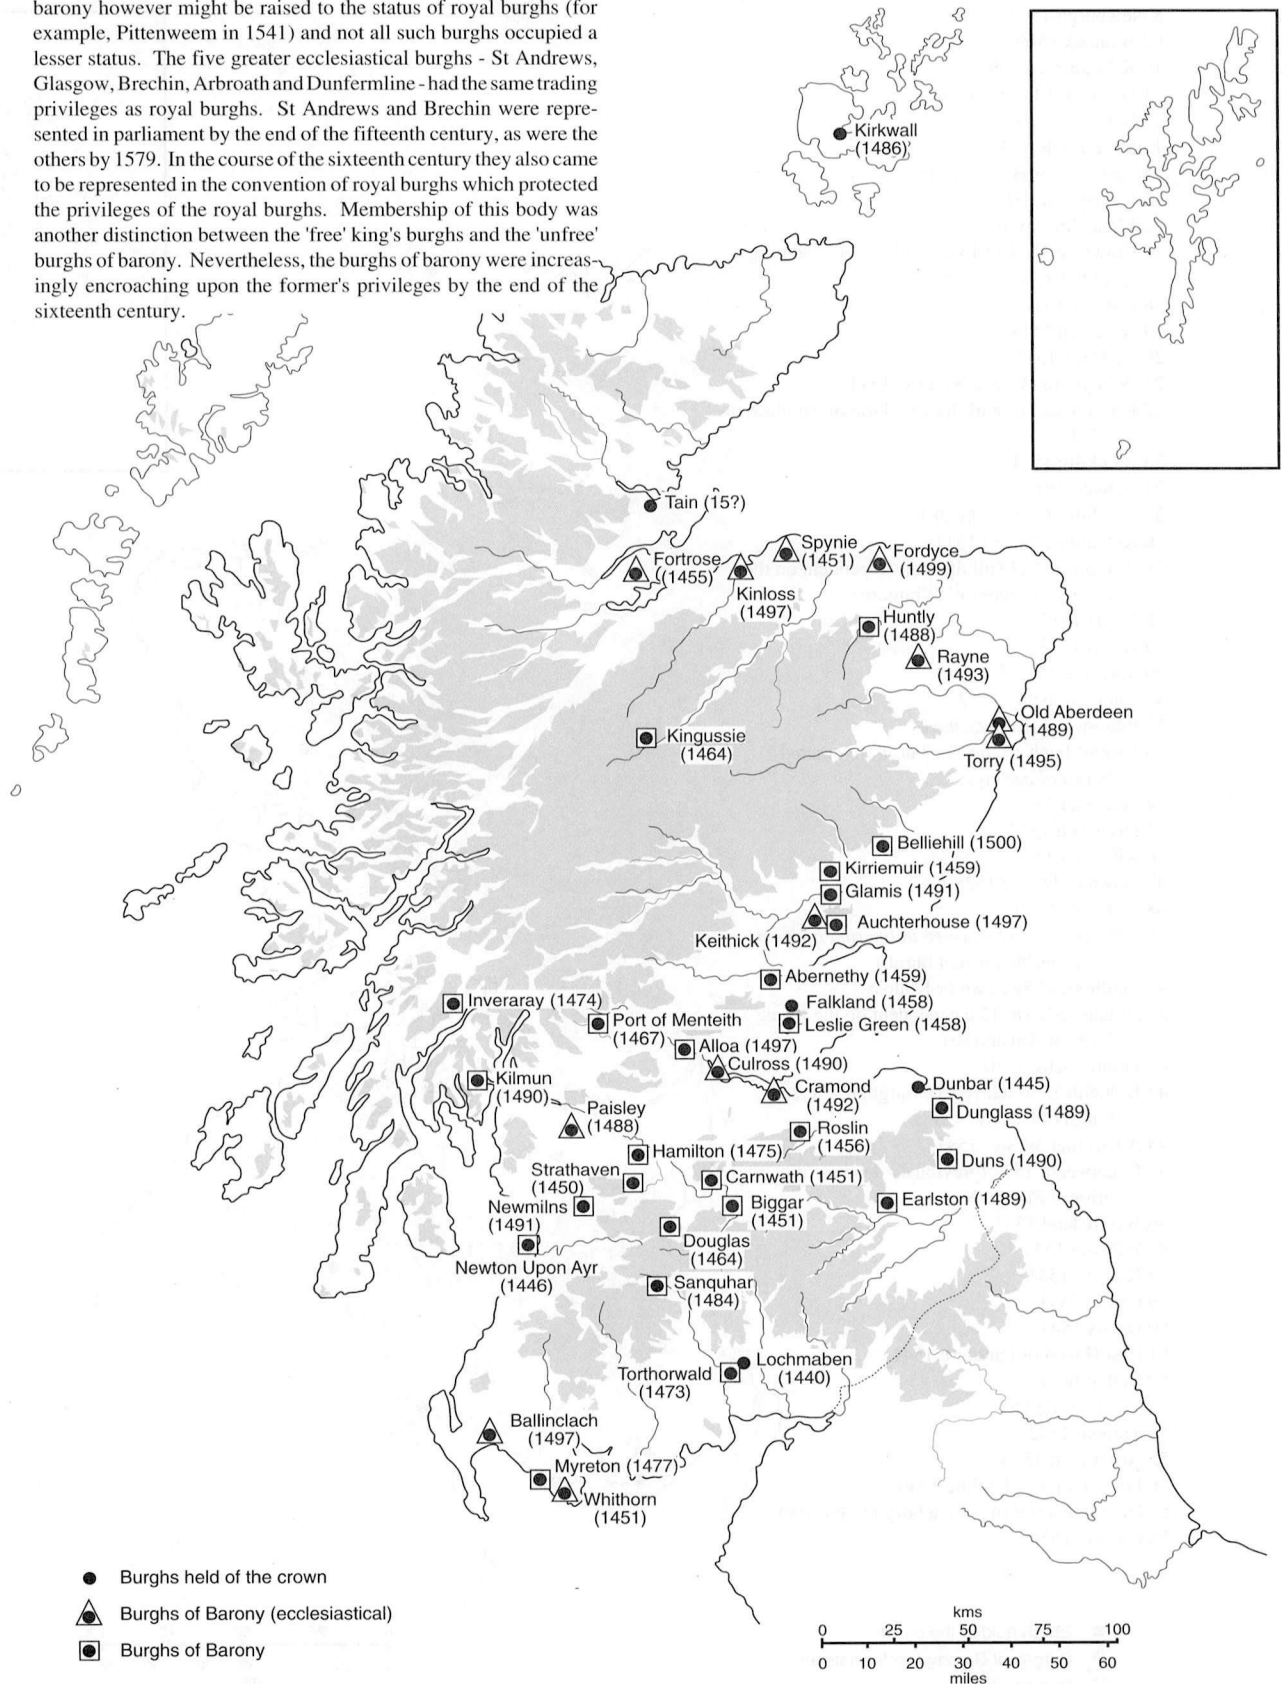 barony however might be raised to the status of royal burghs (for
example, Pittenweem in 1541) and not all such burghs occupied a
lesser status. The five greater ecclesiastical burghs - St Andrews,
Glasgow, Brechin, Arbroath and Dunfermline - had the same trading
privileges as royal burghs. St Andrews and Brechin were repre-
sented in parliament by the end of the fifteenth century, as were the
others by 1579. In the course of the sixteenth century they also came
to be represented in the convention of royal burghs which protected
the privileges of the royal burghs. Membership of this body was
another distinction between the 'free' king's burghs and the 'unfree'
burghs of barony. Nevertheless, the burghs of barony were increas-
ingly encroaching upon the former's privileges by the end of the
sixteenth century.
Kirkwall
(1486)
Tain (15?)
Fortrose
(1455)
Kinloss
(1497)
Spynie
(1451)
Fordyce
(1499)
Huntly
(1488)
Rayne
(1493)
Old Aberdeen
(1489)
Torry (1495)
Kingussie
(1464)
Belliehill (1500)
Kirriemuir (1459)
Glamis (1491)
Auchterhouse (1497)
Keithick (1492)
Abernethy (1459)
Falkland (1458)
Leslie Green (1458)
Inveraray (1474)
Port of Menteith
(1467)
Alloa (1497)
Culross (1490)
Cramond
(1492)
Dunbar (1445)
Dunglass (1489)
Kilmun
(1490)
Paisley
(1488)
Roslin
(1456)
Hamilton (1475)
Duns (1490)
Strathaven
(1450)
Carnwath (1451)
Newmilns
(1491)
Biggar
(1451)
Earlston (1489)
Douglas
(1464)
Newton Upon Ayr
(1446)
Sanquhar
(1484)
Torthorwald
(1473)
Lochmaben
(1440)
Ballinclach
(1497)
Myreton (1477)
Whithorn
(1451)
Burghs held of the crown
Burghs of Barony (ecclesiastical)
Burghs of Barony
kms
0 25 50 75 100
0 10 20 30 40 50 60
miles